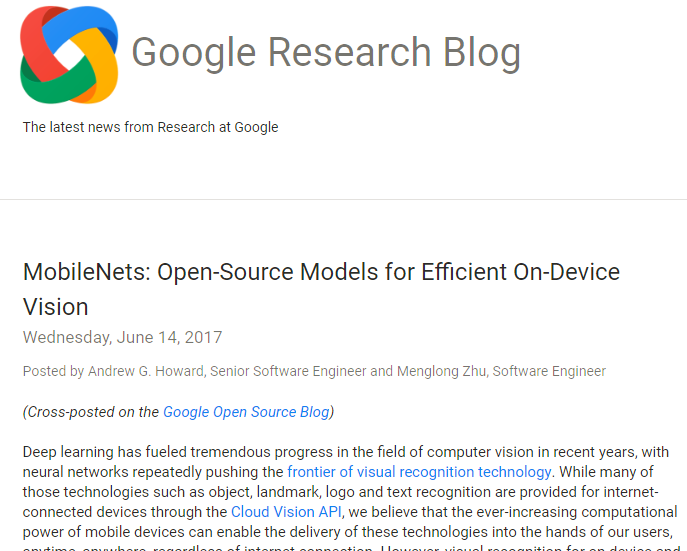 Google Research Blog
The latest news from Research at Google
MobileNets: Open-Source Models for Efficient On-Device
Vision
Wednesday, June 14, 2017
Posted by Andrew G. Howard, Senior Software Engineer and Menglong Zhu, Software Engineer
(Cross-posted on the Google Open Source Blog)
Deep learning has fueled tremendous progress in the field of computer vision in recent years, with
neural networks repeatedly pushing the frontier of visual recognition technology. While many of
those technologies such as object, landmark, logo and text recognition are provided for internet-
connected devices through the Cloud Vision API, we believe that the ever-increasing computational
power of mobile devices can enable the delivery of these technologies into the hands of our users,
anytime, anywhere, regardless of internet connection. However, visual recognition for on device and